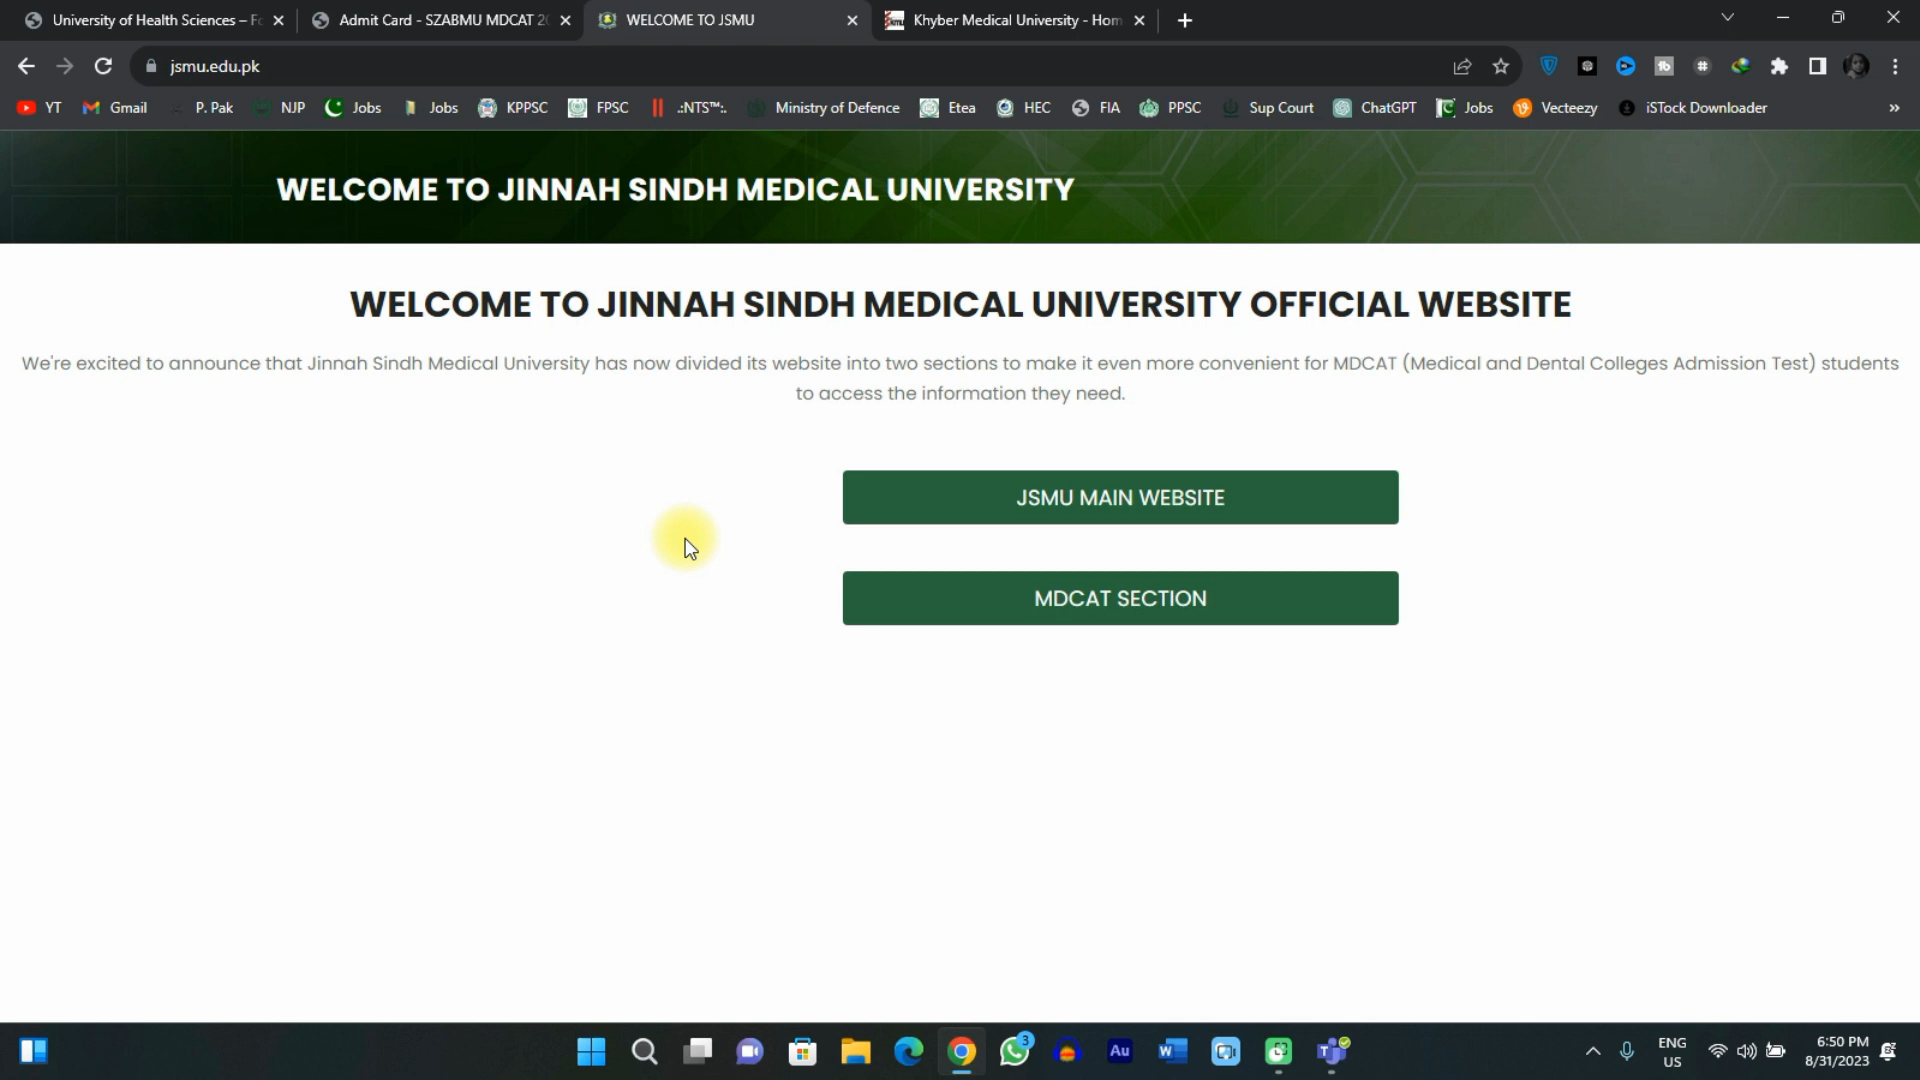 University of Health Sciences – Fo
Admit Card - SZABMU MDCAT 20
WELCOME TO JSMU
Khyber Medical University - Hom
jsmu.edu.pk
YT
Gmail
P. Pak
NJP
Jobs
Jobs
KPPSC
FPSC
.:NTS™:.
Ministry of Defence
Etea
HEC
FIA
PPSC
Sup Court
ChatGPT
Jobs
Vecteezy
iSTock Downloader
WELCOME TO JINNAH SINDH MEDICAL UNIVERSITY
WELCOME TO JINNAH SINDH MEDICAL UNIVERSITY OFFICIAL WEBSITE
We're excited to announce that Jinnah Sindh Medical University has now divided its website into two sections to make it even more convenient for MDCAT (Medical and Dental Colleges Admission Test) students
to access the information they need.
JSMU MAIN WEBSITE
MDCAT SECTION
3
Au
ENG
US
6:50 PM
8/31/2023